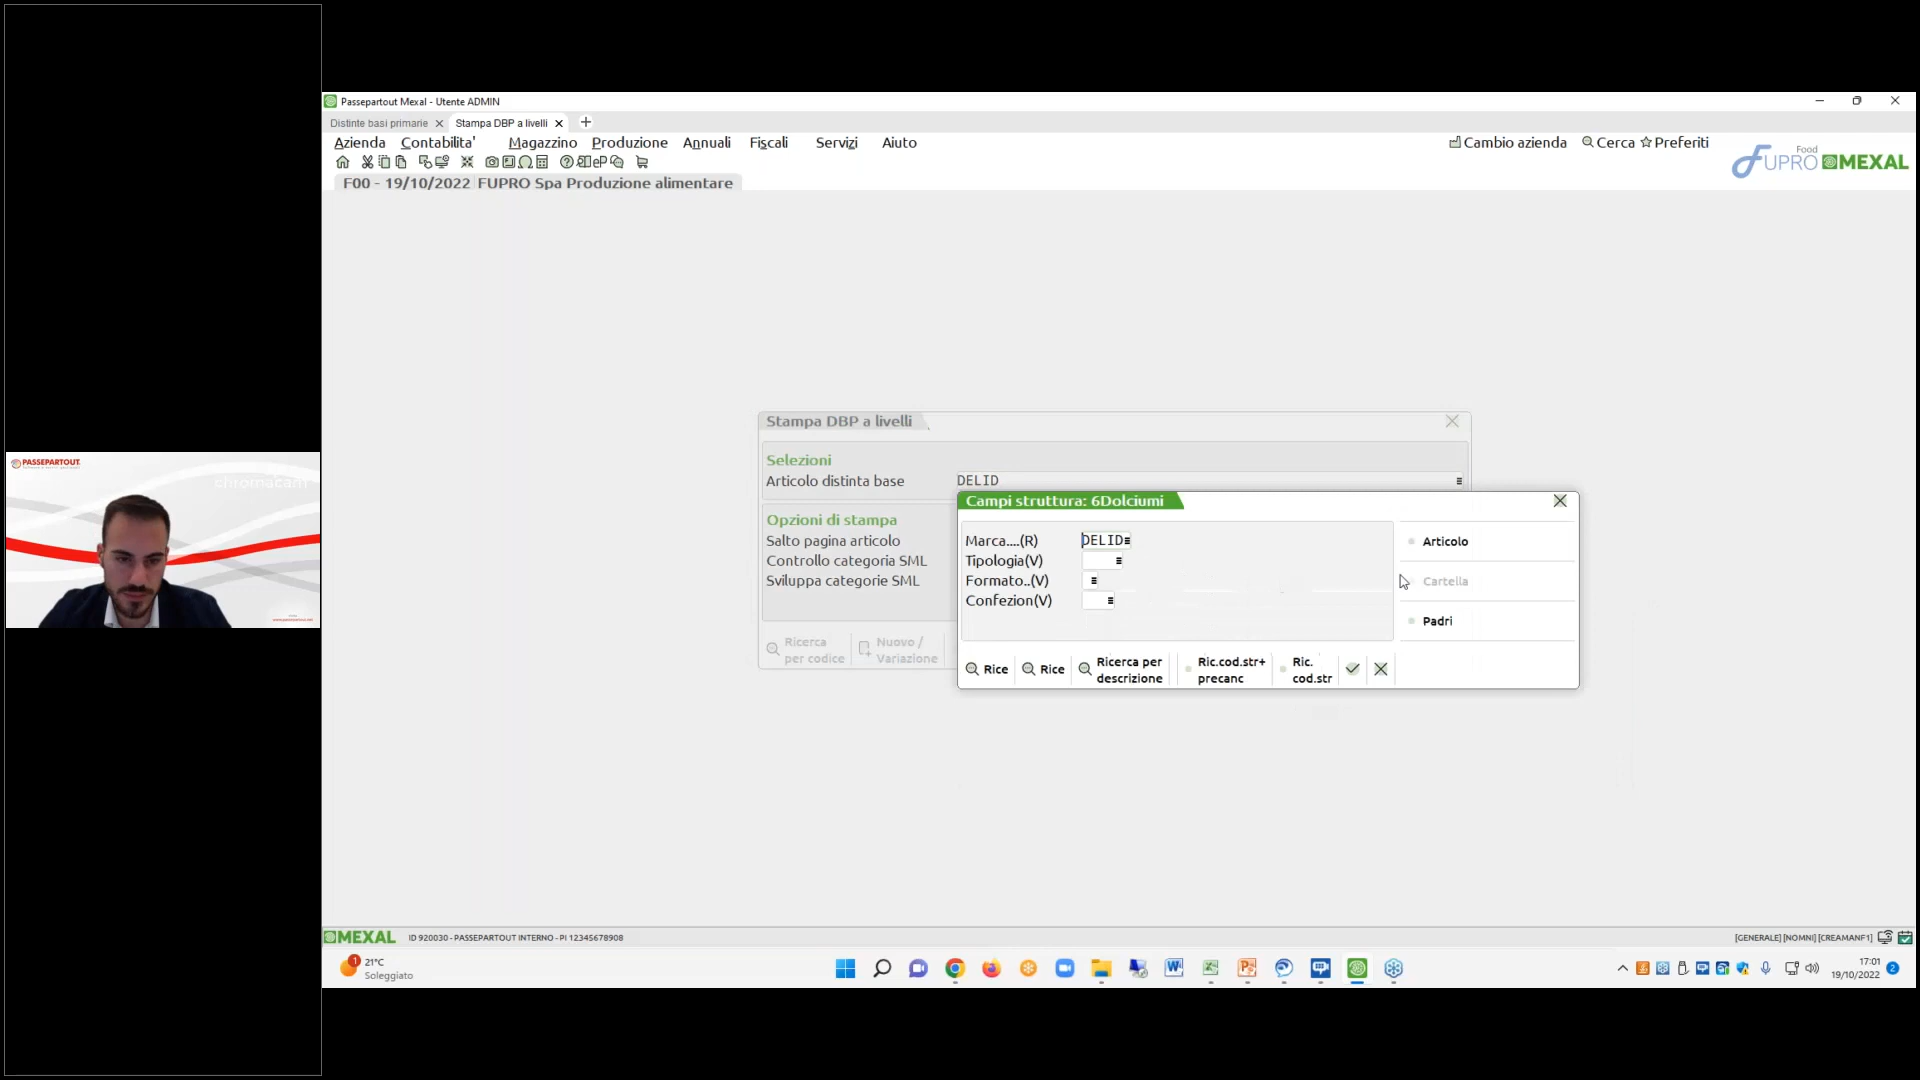 PASSEPARTOUT
chromacam
Passepartout Mexal - Utente ADMIN
Distinte basi primarie
Stampa DBP a livelli
Azienda Contabilita' Magazzino Produzione Annuali Fiscali Servizi Aiuto
Cambio azienda Cerca Preferiti
Food
FUPRO MEXAL
F00 - 19/10/2022 FUPRO Spa Produzione alimentare
Stampa DBP a livelli
Selezioni
Articolo distinta base DELID
Opzioni di stampa
Salto pagina articolo
Controllo categoria SML
Sviluppa categorie SML
Ricerca per codice
Nuovo / Variazione
Campi struttura: 6Dolciumi
Marca....(R) DELID
Tipologia(V)
Formato..(V)
Confezion(V)
Articolo
Cartella
Padri
Rice
Rice
Ricerca per descrizione
Ric.cod.str+ precanc
Ric. cod.str
MEXAL ID 920030 - PASSEPARTOUT INTERNO - PI 12345678908
[GENERALE] [NOMNI] [CREAMANF1]
1
21°C
Soleggiato
17:01
19/10/2022
2